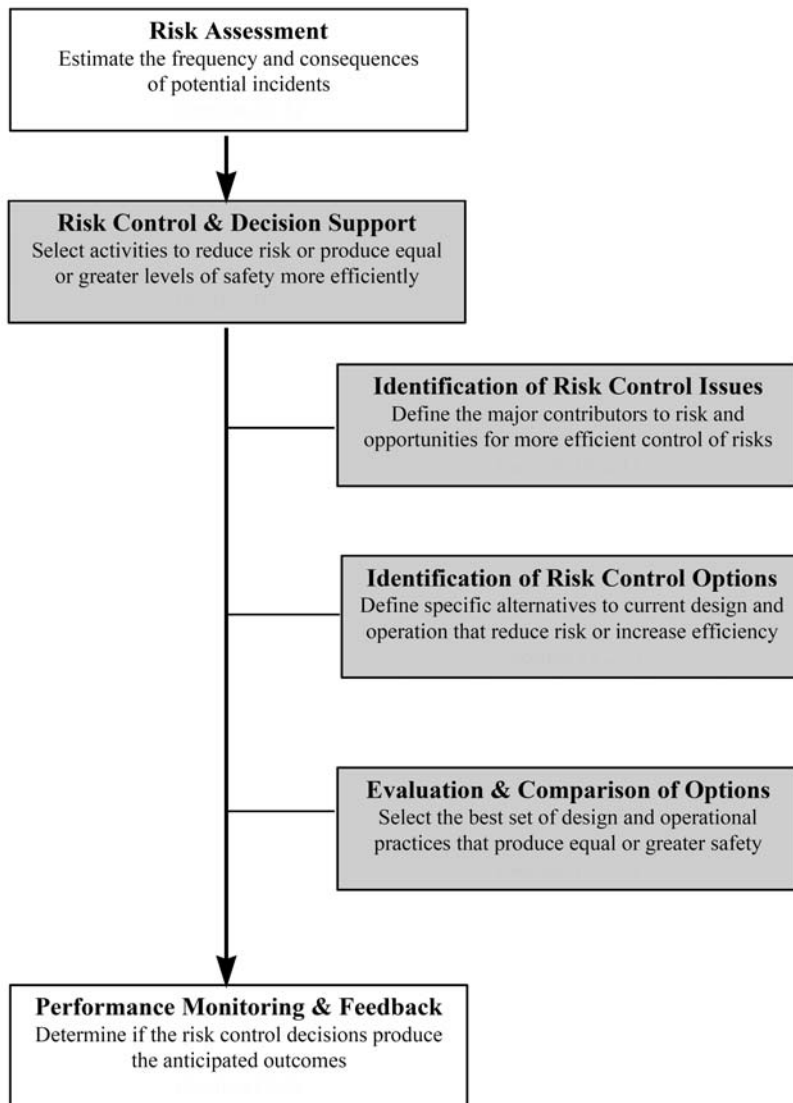 Risk Assessment
Estimate the frequency and consequences
of potential incidents
Risk Control & Decision Support
Select activities to reduce risk or produce equal
or greater levels of safety more efficiently
Identification of Risk Control Issues
Define the major contributors to risk and
opportunities for more efficient control of risks
Identification of Risk Control Options
Define specific alternatives to current design and
operation that reduce risk or increase efficiency
Evaluation & Comparison of Options
Select the best set of design and operational
practices that produce equal or greater safety
Performance Monitoring & Feedback
Determine if the risk control decisions produce
the anticipated outcomes